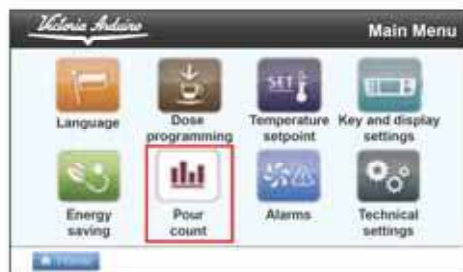 Victoria Arduino
Main Menu
SET
Language
Dose programming
Temperature setpoint
Key and display settings
Energy saving
Pour count
Alarms
Technical settings
Home